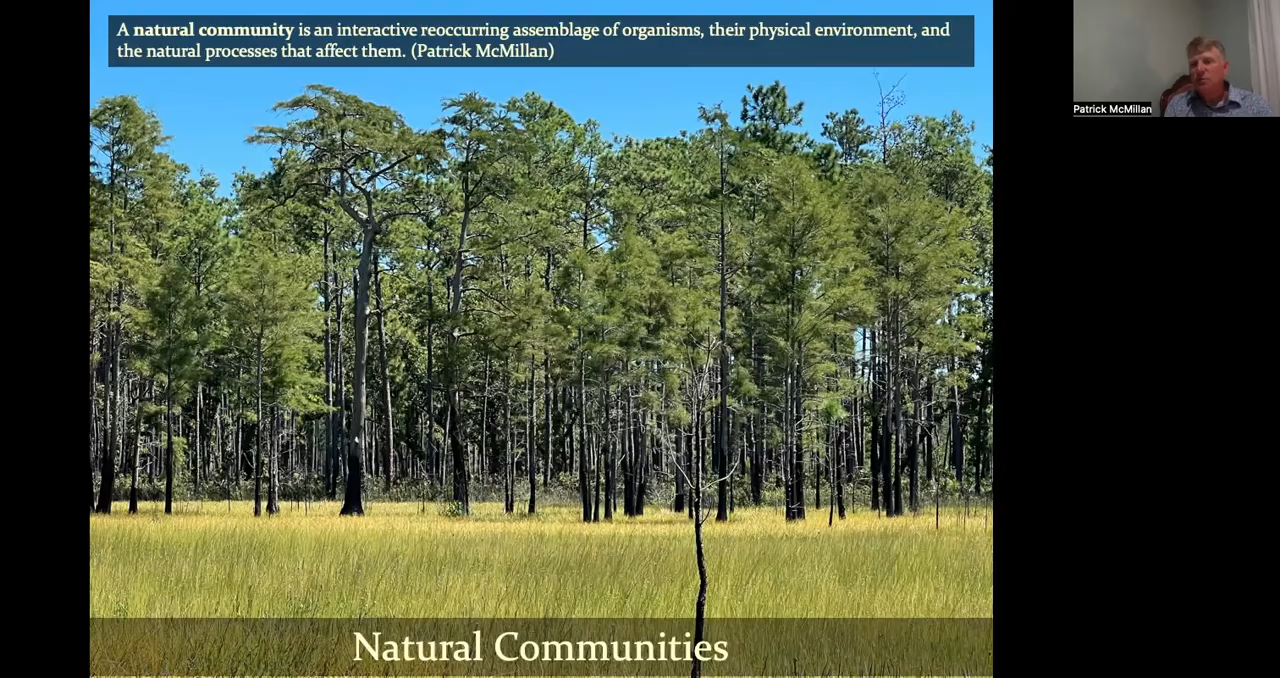 A natural community is an interactive reoccurring assemblage of organisms, their physical environment, and
the natural processes that affect them. (Patrick McMillan)
Patrick McMillan
Natural Communities